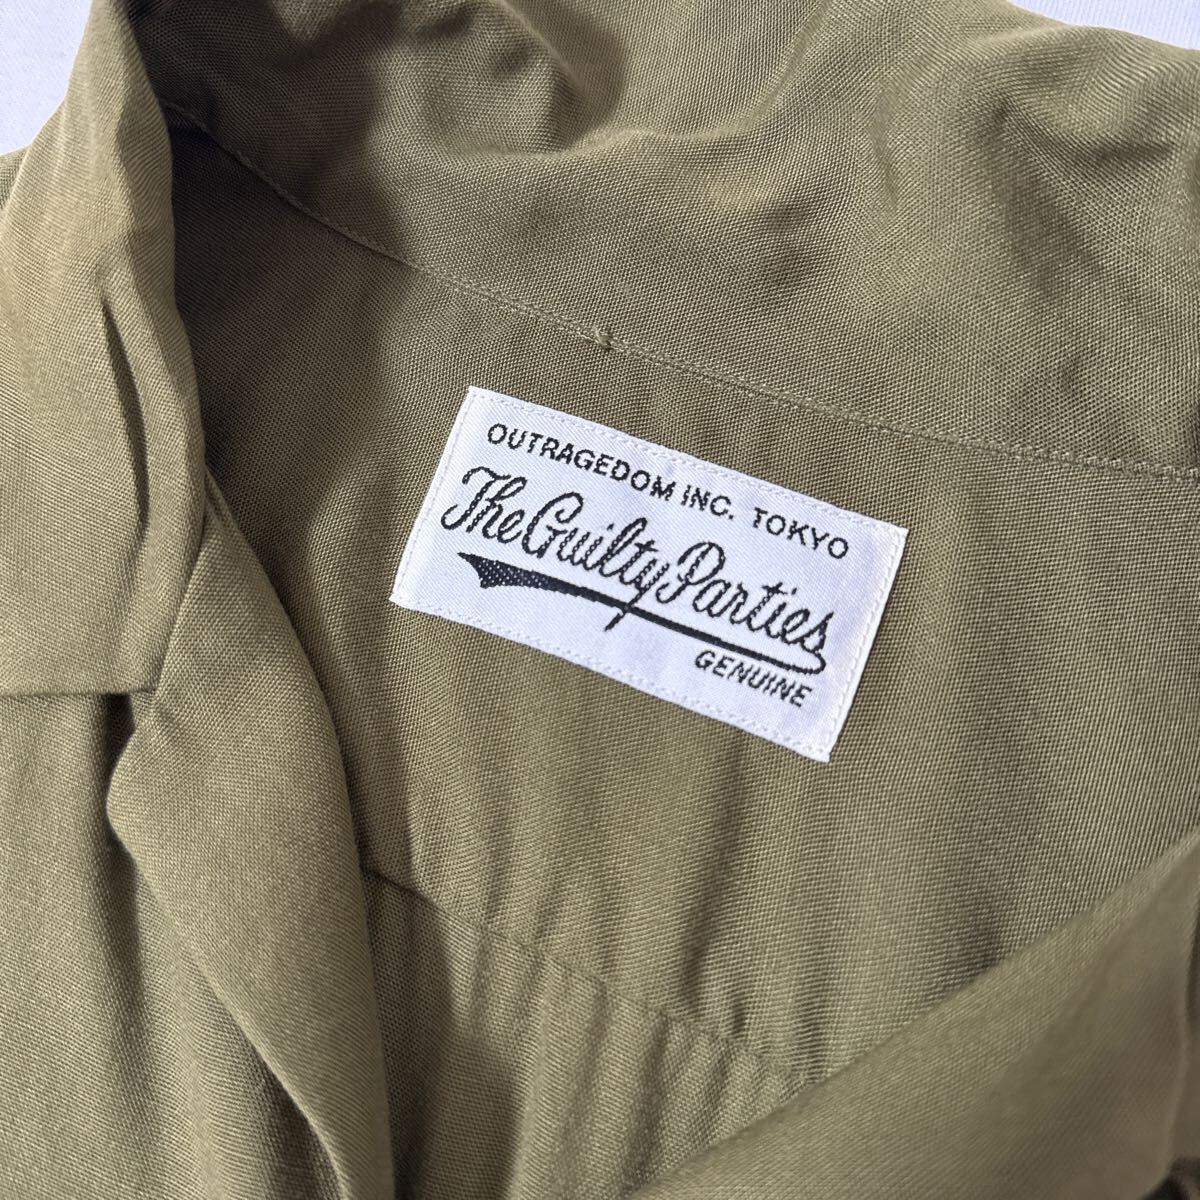 OUTRAGEDOM INC. TOKYO
The Guilty Parties
GENUINE